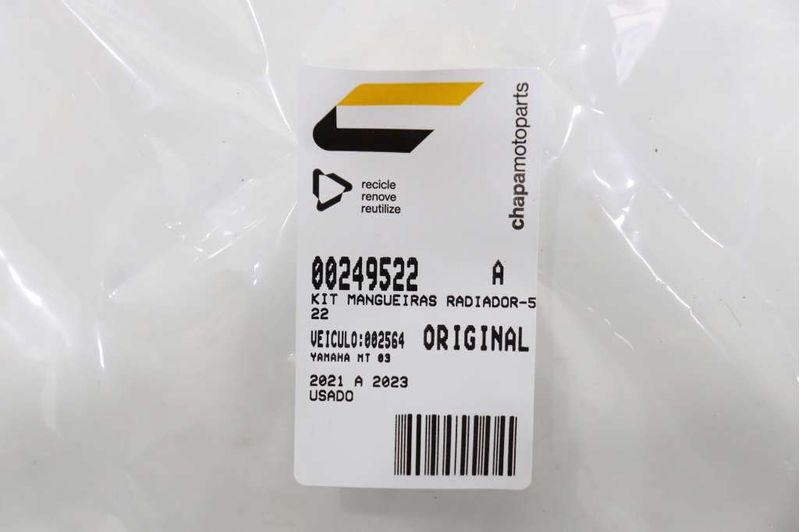 chapamotoparts
recicle
renove
reutilize
00249522 A
KIT MANGUEIRAS RADIADOR-5
22
VEICULO:002564 ORIGINAL
YAMAHA MT 03
2021 A 2023
USADO